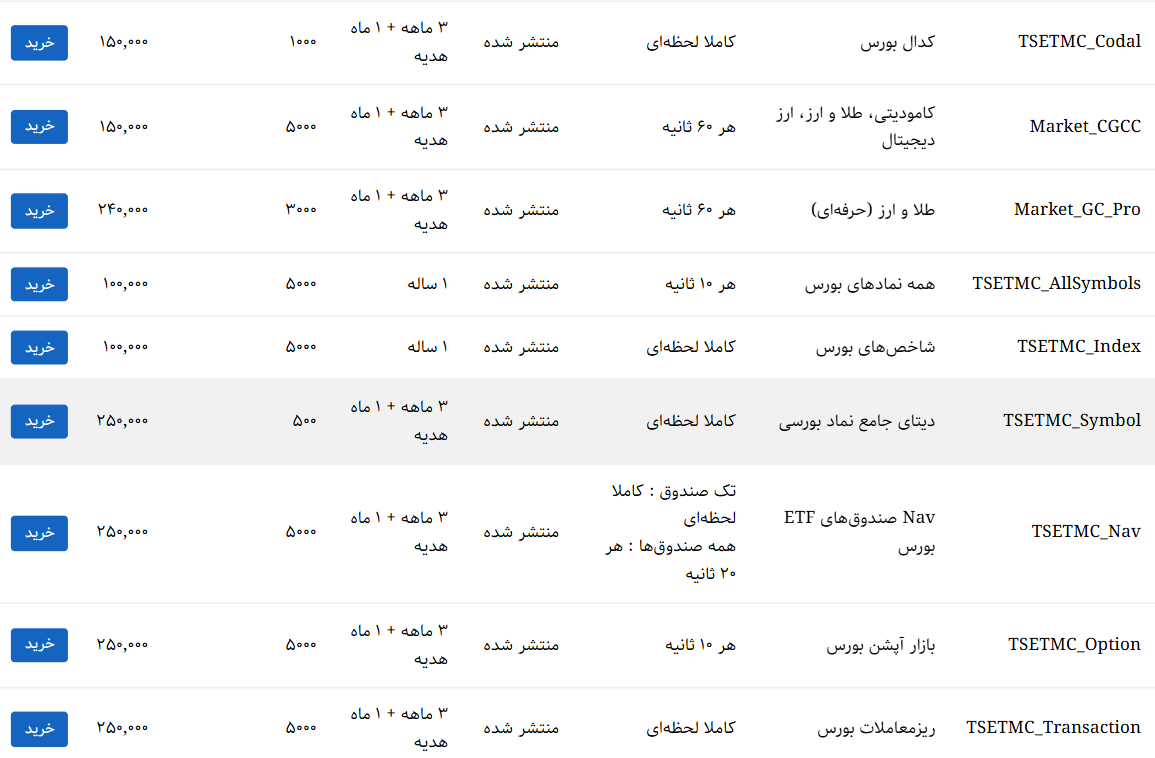 TSETMC_Codal
کدال بورس
کاملا لحظه‌ای
منتشر شده
۳ ماهه + ۱ ماه
هدیه
۱۰۰۰
۱۵۰,۰۰۰
خرید
Market_CGCC
کامودیتی، طلا و ارز، ارز
دیجیتال
هر ۶۰ ثانیه
منتشر شده
۳ ماهه + ۱ ماه
هدیه
۵۰۰۰
۱۵۰,۰۰۰
خرید
Market_GC_Pro
طلا و ارز (حرفه‌ای)
هر ۶۰ ثانیه
منتشر شده
۳ ماهه + ۱ ماه
هدیه
۳۰۰۰
۲۴۰,۰۰۰
خرید
TSETMC_AllSymbols
همه نمادهای بورس
هر ۱۰ ثانیه
منتشر شده
۱ ساله
۵۰۰۰
۱۰۰,۰۰۰
خرید
TSETMC_Index
شاخص‌های بورس
کاملا لحظه‌ای
منتشر شده
۱ ساله
۵۰۰۰
۱۰۰,۰۰۰
خرید
TSETMC_Symbol
دیتای جامع نماد بورسی
کاملا لحظه‌ای
منتشر شده
۳ ماهه + ۱ ماه
هدیه
۵۰۰
۲۵۰,۰۰۰
خرید
TSETMC_Nav
Nav صندوق‌های ETF
بورس
تک صندوق : کاملا
لحظه‌ای
همه صندوق‌ها : هر
۲۰ ثانیه
منتشر شده
۳ ماهه + ۱ ماه
هدیه
۵۰۰۰
۲۵۰,۰۰۰
خرید
TSETMC_Option
بازار آپشن بورس
هر ۱۰ ثانیه
منتشر شده
۳ ماهه + ۱ ماه
هدیه
۵۰۰۰
۲۵۰,۰۰۰
خرید
TSETMC_Transaction
ریزمعاملات بورس
کاملا لحظه‌ای
منتشر شده
۳ ماهه + ۱ ماه
هدیه
۵۰۰۰
۲۵۰,۰۰۰
خرید